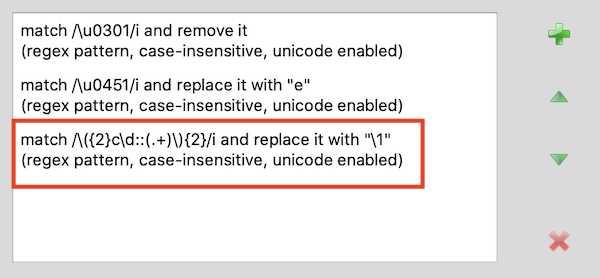 match /\u0301/i and remove it
(regex pattern, case-insensitive, unicode enabled)
match /\u0451/i and replace it with "e"
(regex pattern, case-insensitive, unicode enabled)
match /\({2}c\d::(.+)\){2}/i and replace it with "\1"
(regex pattern, case-insensitive, unicode enabled)